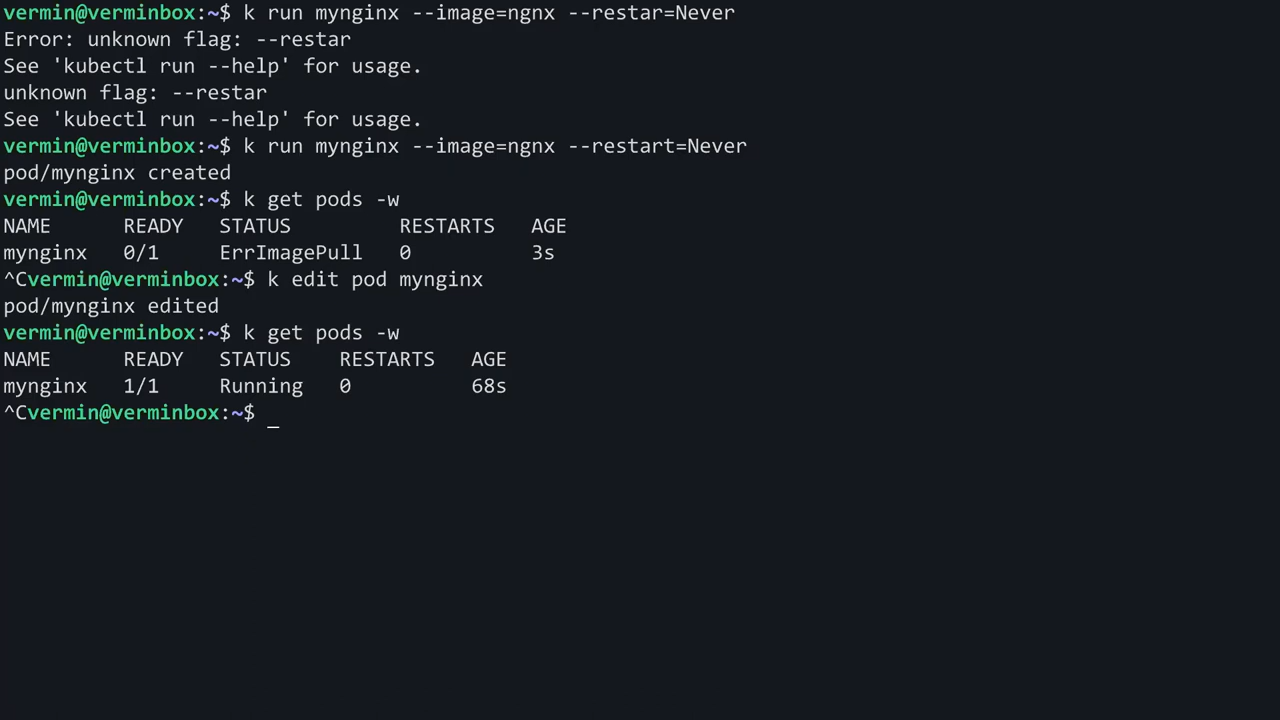 vermin@verminbox:~$ k run mynginx --image=ngnx --restar=Never
Error: unknown flag: --restar
See 'kubectl run --help' for usage.
unknown flag: --restar
See 'kubectl run --help' for usage.
vermin@verminbox:~$ k run mynginx --image=ngnx --restart=Never
pod/mynginx created
vermin@verminbox:~$ k get pods -w
NAME      READY   STATUS         RESTARTS   AGE
mynginx   0/1     ErrImagePull   0          3s
^Cvermin@verminbox:~$ k edit pod mynginx
pod/mynginx edited
vermin@verminbox:~$ k get pods -w
NAME      READY   STATUS    RESTARTS   AGE
mynginx   1/1     Running   0          68s
^Cvermin@verminbox:~$ _